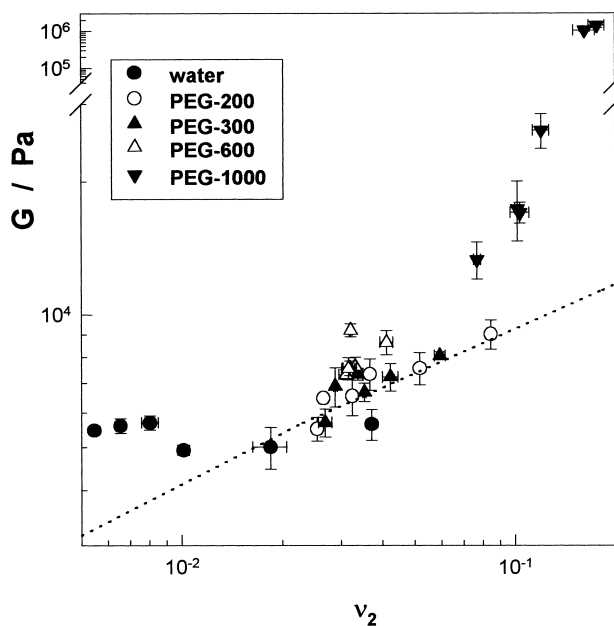 10⁶
10⁵
water
PEG-200
PEG-300
PEG-600
PEG-1000
G / Pa
10⁴
10⁻² 10⁻¹
ν₂